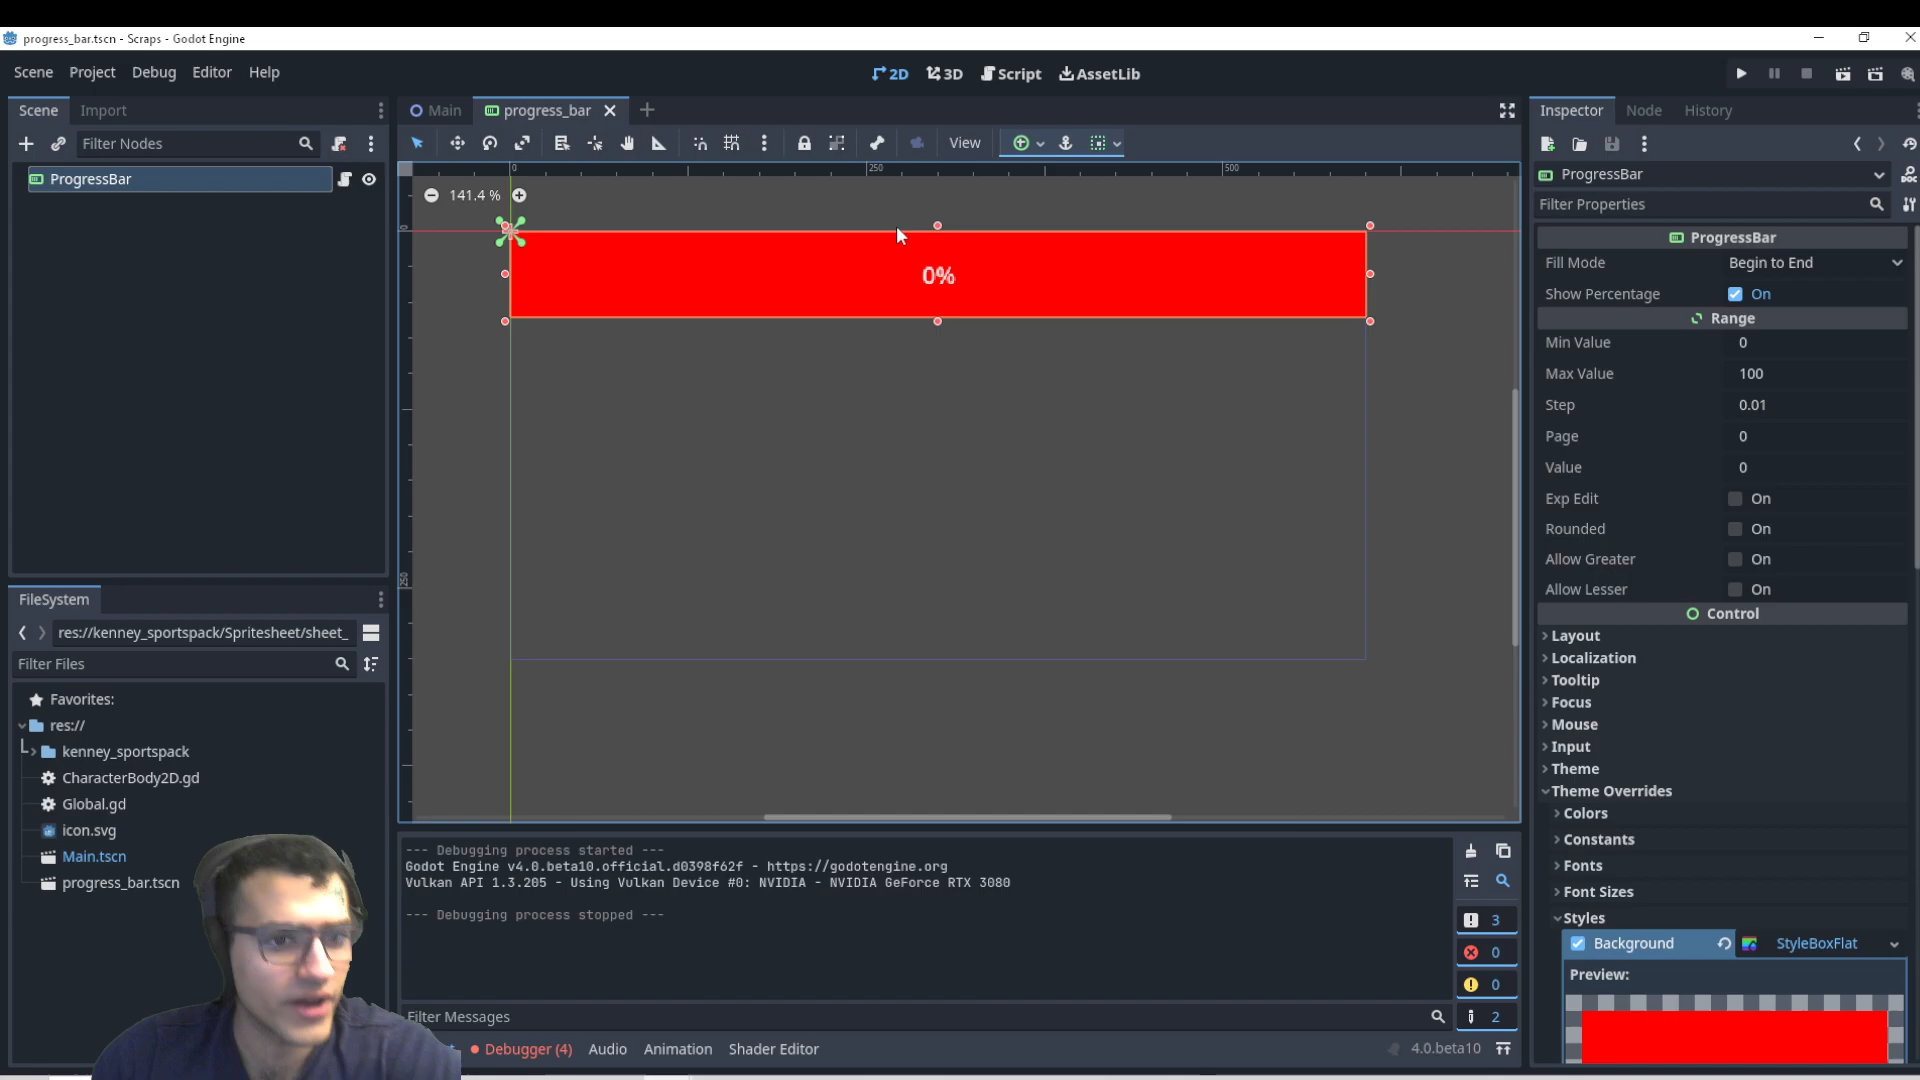 progress_bar.tscn - Scraps - Godot Engine
Scene Project Debug Editor Help
2D 3D Script AssetLib
Scene Import
Main progress_bar
Inspector Node History
Filter Nodes
View
ProgressBar
ProgressBar
0 250 500
141.4 %
Filter Properties
0
250
0%
ProgressBar
Fill Mode Begin to End
Show Percentage On
Range
Min Value 0
Max Value 100
Step 0.01
Page 0
Value 0
Exp Edit On
Rounded On
Allow Greater On
Allow Lesser On
Control
Layout
Localization
Tooltip
Focus
Mouse
Input
Theme
Theme Overrides
Colors
Constants
Fonts
Font Sizes
Styles
Background StyleBoxFlat
Preview:
FileSystem
res://kenney_sportspack/Spritesheet/sheet_
Filter Files
Favorites:
res://
kenney_sportspack
CharacterBody2D.gd
Global.gd
icon.svg
Main.tscn
progress_bar.tscn
--- Debugging process started ---
Godot Engine v4.0.beta10.official.d0398f62f - https://godotengine.org
Vulkan API 1.3.205 - Using Vulkan Device #0: NVIDIA - NVIDIA GeForce RTX 3080
--- Debugging process stopped ---
3
0
0
2
Filter Messages
Debugger (4) Audio Animation Shader Editor
4.0.beta10